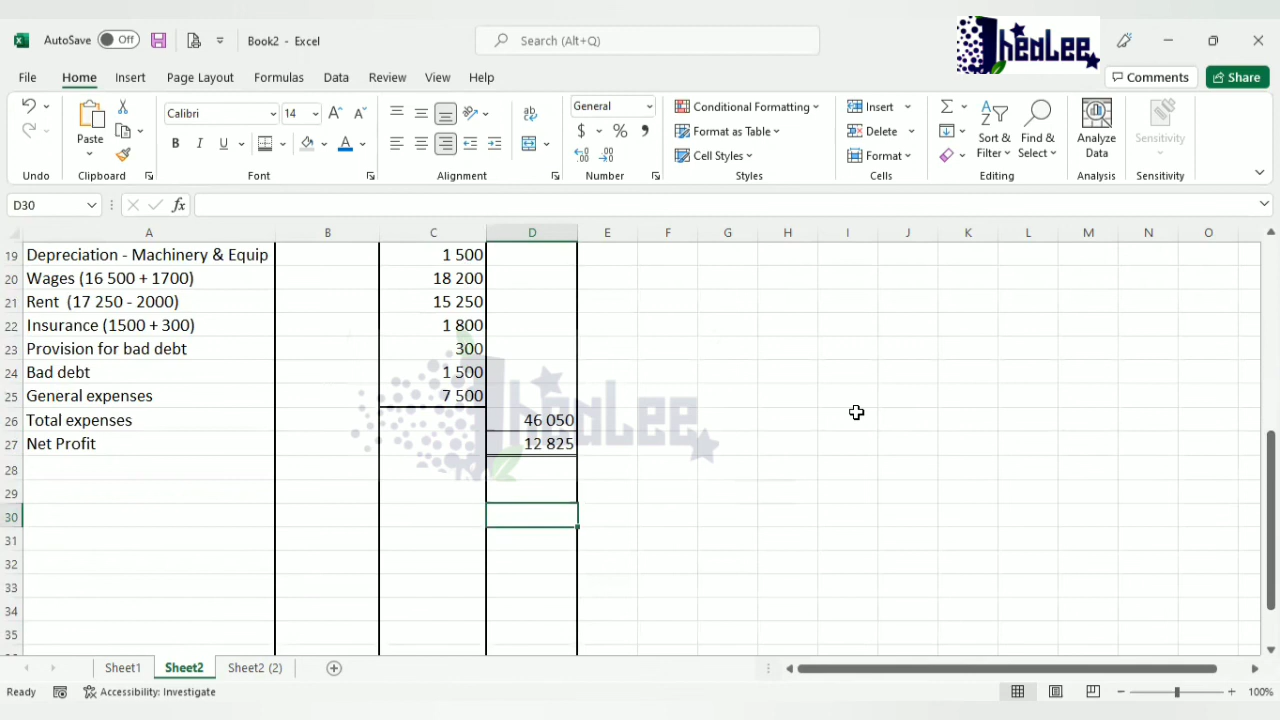 AutoSave Off Book2 - Excel Search (Alt+Q) JheaLee
File Home Insert Page Layout Formulas Data Review View Help Comments Share
Calibri 14 General Conditional Formatting Insert
Paste B I U $ % Format as Table Delete Sort & Filter Find & Select Analyze Data Sensitivity
Cell Styles Format
Undo Clipboard Font Alignment Number Styles Cells Editing Analysis Sensitivity
D30 fx
A B C D E F G H I J K L M N O
19 Depreciation - Machinery & Equip 1 500
20 Wages (16 500 + 1700) 18 200
21 Rent (17 250 - 2000) 15 250
22 Insurance (1500 + 300) 1 800
23 Provision for bad debt 300
24 Bad debt 1 500
25 General expenses 7 500
26 Total expenses 46 050
27 Net Profit 12 825
28
29
30
31
32
33
34
35
JheaLee
Sheet1 Sheet2 Sheet2 (2)
Ready Accessibility: Investigate 100%